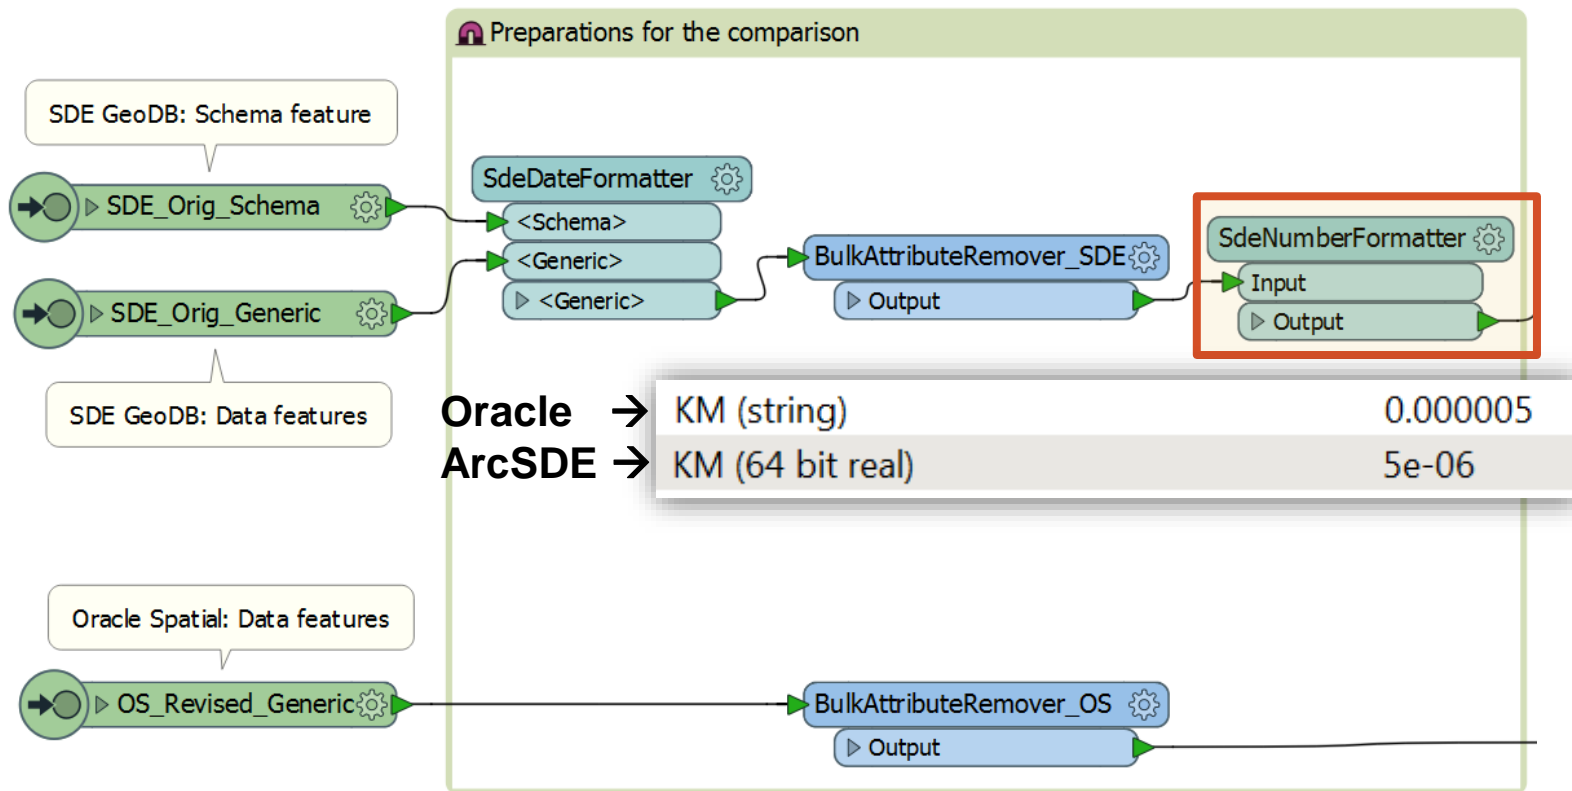 Preparations for the comparison
SDE GeoDB: Schema feature
SDE_Orig_Schema
SdeDateFormatter
<Schema>
<Generic>
<Generic>
SDE_Orig_Generic
SDE GeoDB: Data features
BulkAttributeRemover_SDE
Output
SdeNumberFormatter
Input
Output
Oracle → KM (string) 0.000005
ArcSDE → KM (64 bit real) 5e-06
Oracle Spatial: Data features
OS_Revised_Generic
BulkAttributeRemover_OS
Output